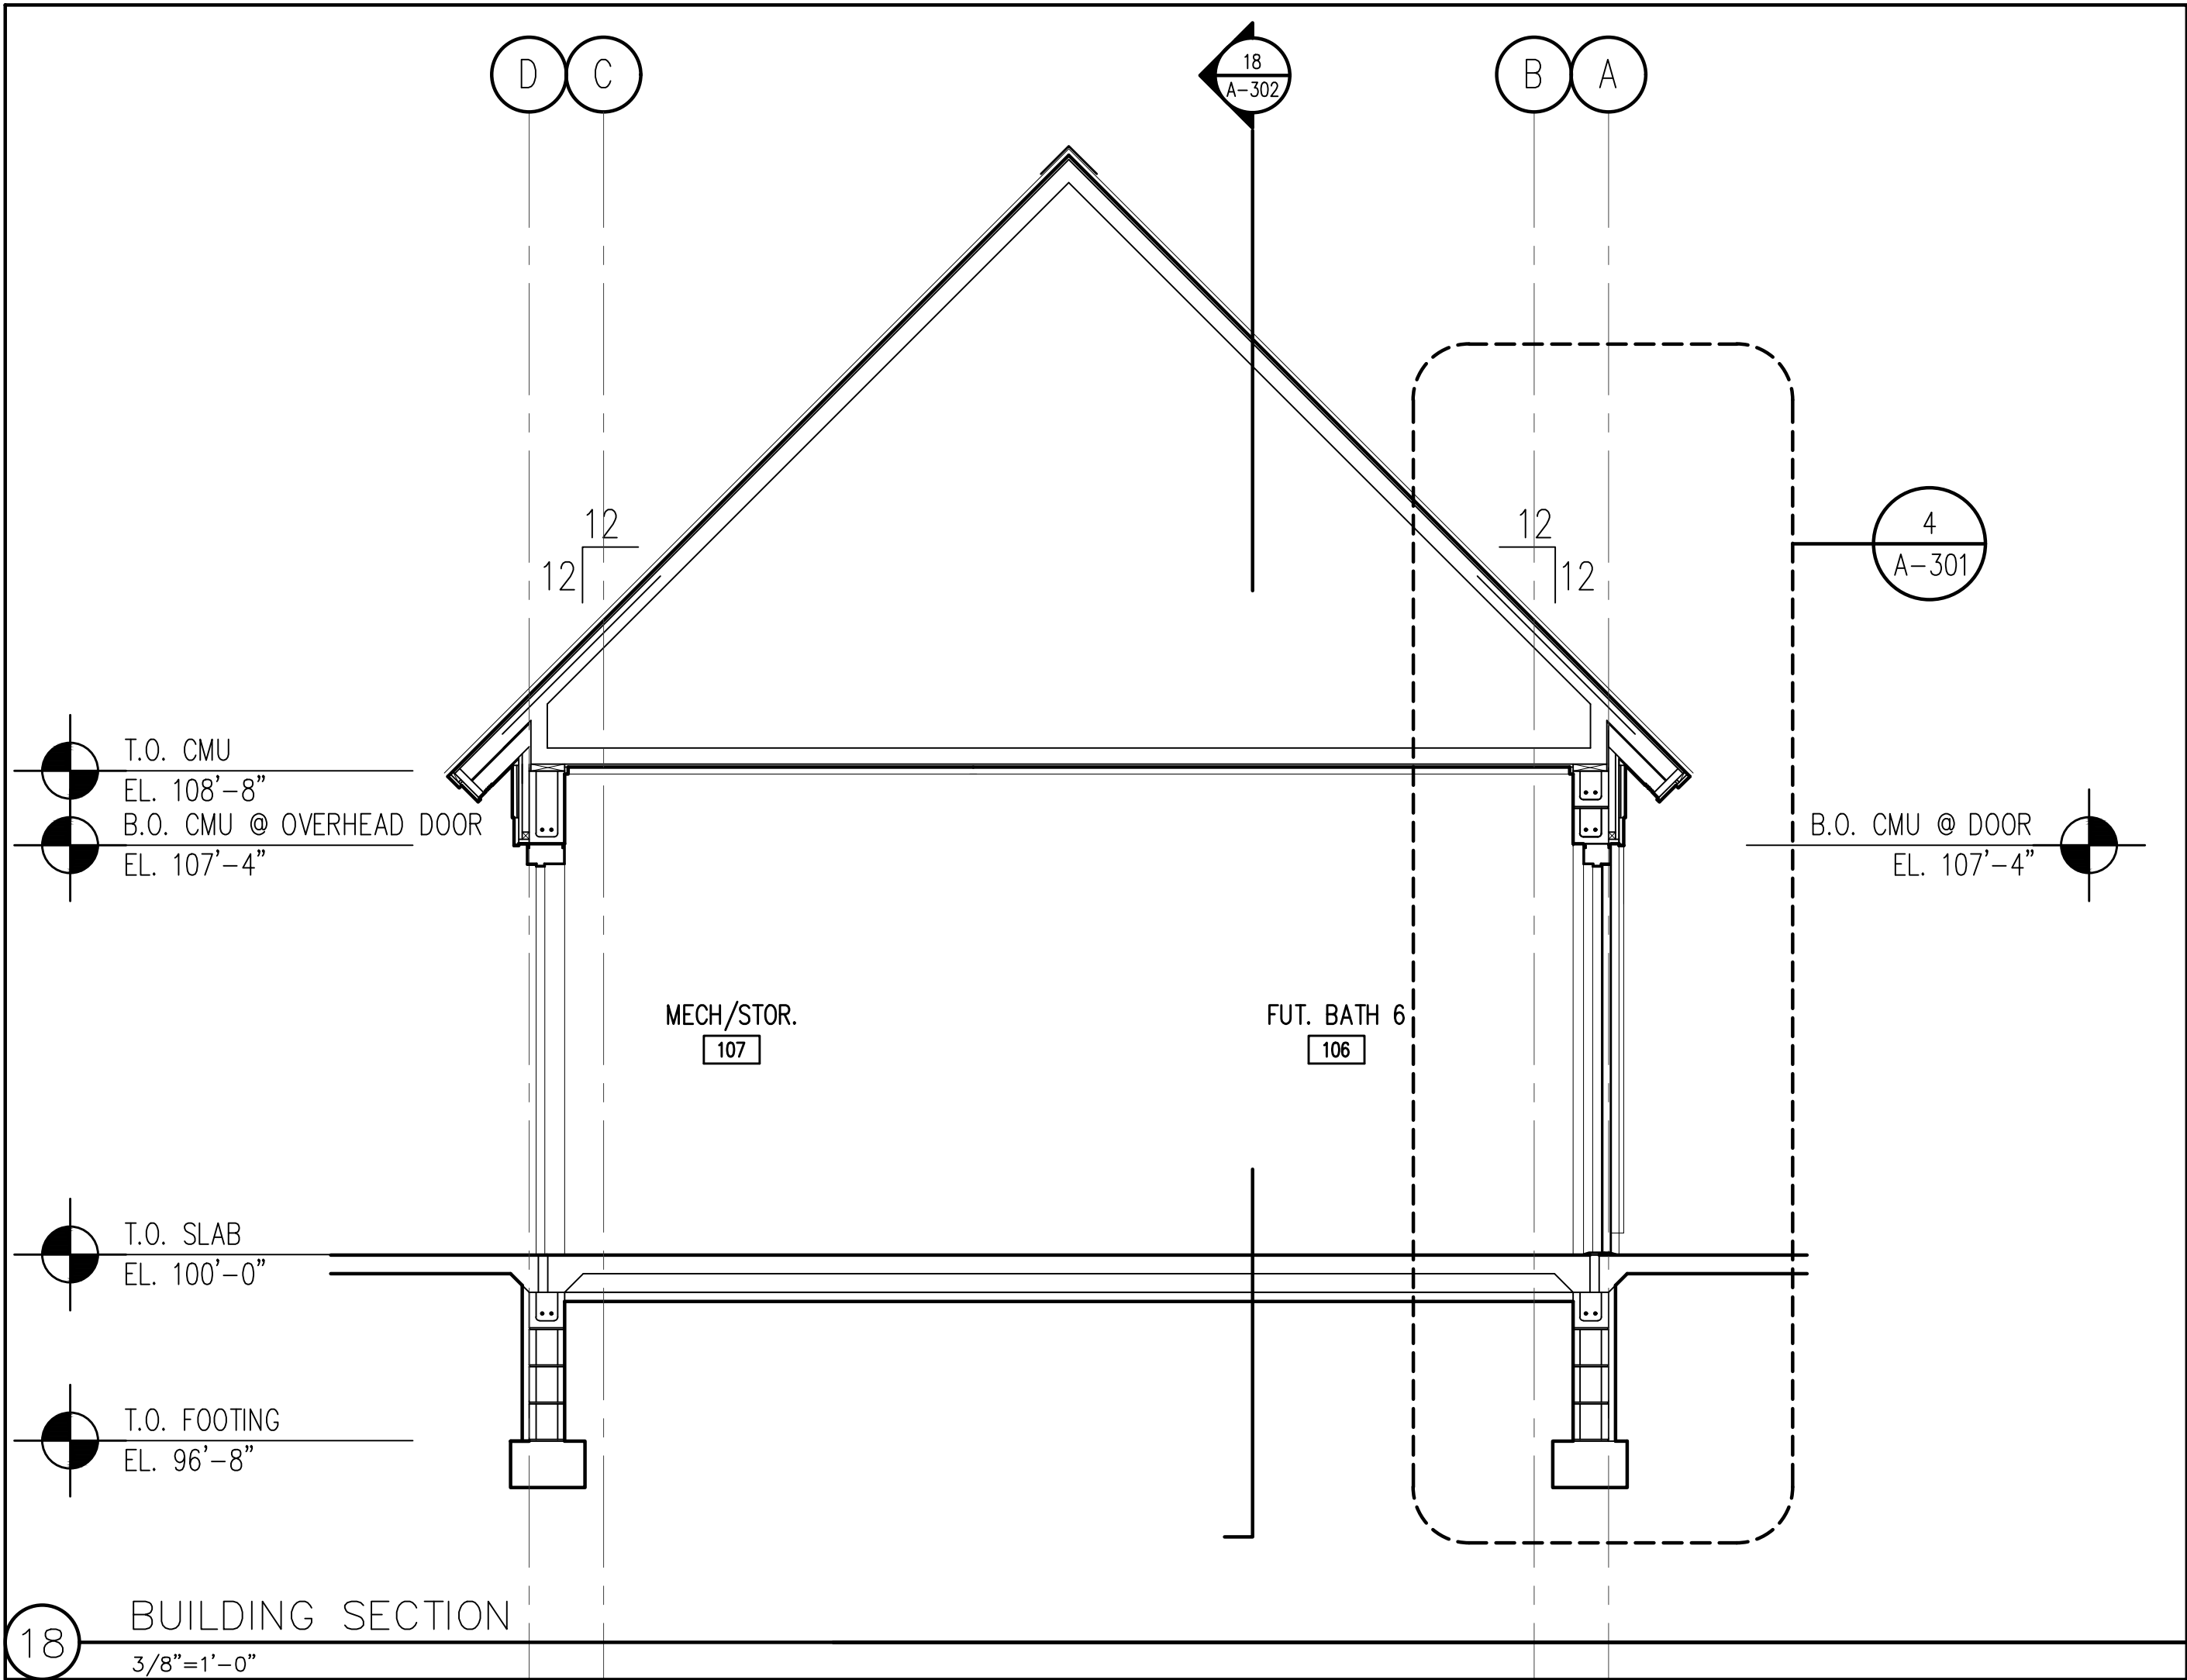 D C
18
A-302
B A
12
12
12
12
4
A-301
T.O. CMU
EL. 108'-8"
B.O. CMU @ OVERHEAD DOOR
EL. 107'-4"
B.O. CMU @ DOOR
EL. 107'-4"
MECH/STOR.
107
FUT. BATH 6
106
T.O. SLAB
EL. 100'-0"
T.O. FOOTING
EL. 96'-8"
18
BUILDING SECTION
3/8"=1'-0"